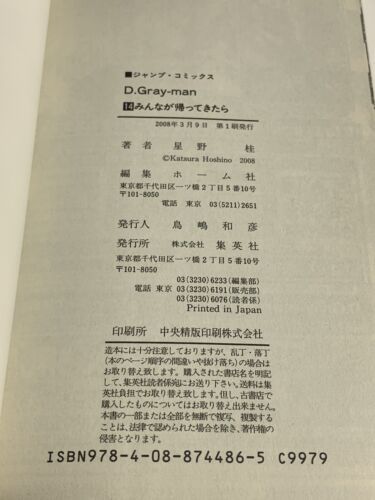 ■ジャンプ・コミックス
D.Gray-man
14みんなが帰ってきたら
2008年3月9日 第1刷発行
著者 星野 桂
©Katsura Hoshino 2008
編集 ホーム社
東京都千代田区一ツ橋2丁目5番10号
〒101-8050
電話 東京 03(5211)2651
発行人 鳥嶋和彦
発行所 株式会社 集英社
東京都千代田区一ツ橋2丁目5番10号
〒101-8050
03(3230)6233(編集部)
電話 東京 03(3230)6191(販売部)
03(3230)6076(読者係)
Printed in Japan
印刷所 中央精版印刷株式会社
造本には十分注意しておりますが、乱丁・落丁
(本のページ順序の間違いや抜け落ち)の場合は
お取り替え致します。購入された書店名を明記
して、集英社読者係宛にお送り下さい。送料は集
英社負担でお取り替え致します。但し、古書店で
購入したものについてはお取り替え出来ません。
本書の一部または全部を無断で複写、複製する
ことは、法律で認められた場合を除き、著作権の
侵害となります。
ISBN978-4-08-874486-5 C9979